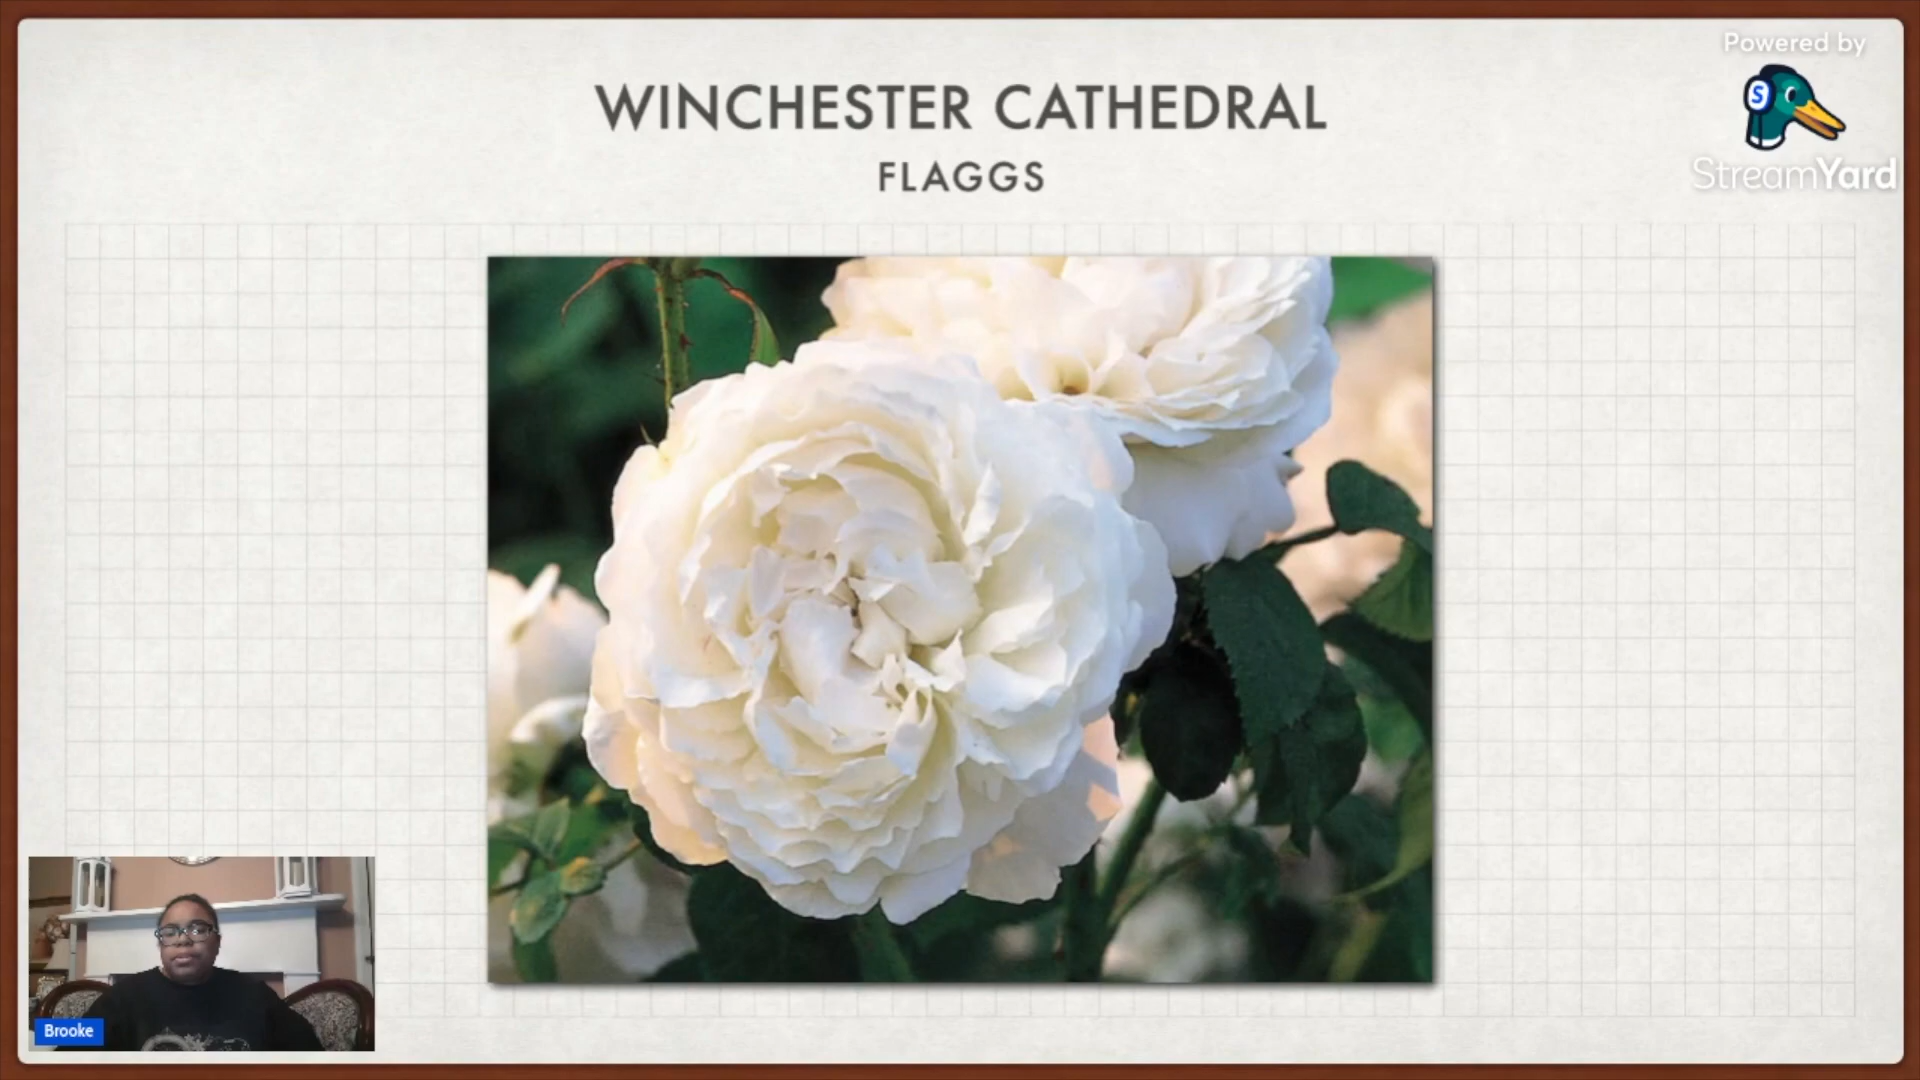 WINCHESTER CATHEDRAL
FLAGGS
Powered by
S
StreamYard
Brooke